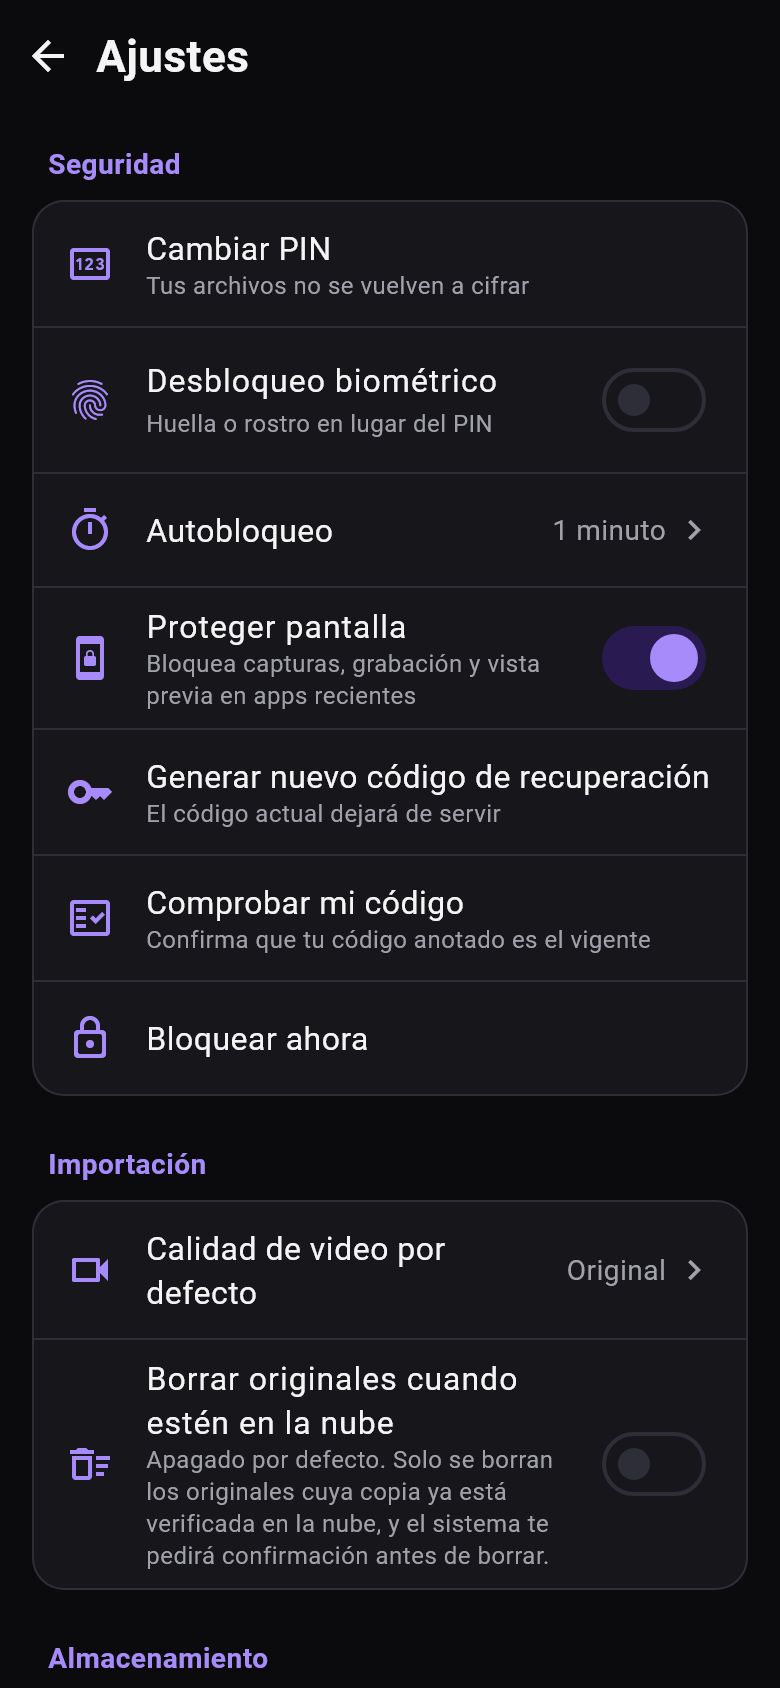 Ajustes
Seguridad
123
Cambiar PIN
Tus archivos no se vuelven a cifrar
Desbloqueo biométrico
Huella o rostro en lugar del PIN
Autobloqueo
1 minuto
Proteger pantalla
Bloquea capturas, grabación y vista
previa en apps recientes
Generar nuevo código de recuperación
El código actual dejará de servir
Comprobar mi código
Confirma que tu código anotado es el vigente
Bloquear ahora
Importación
Calidad de video por
defecto
Original
Borrar originales cuando
estén en la nube
Apagado por defecto. Solo se borran
los originales cuya copia ya está
verificada en la nube, y el sistema te
pedirá confirmación antes de borrar.
Almacenamiento